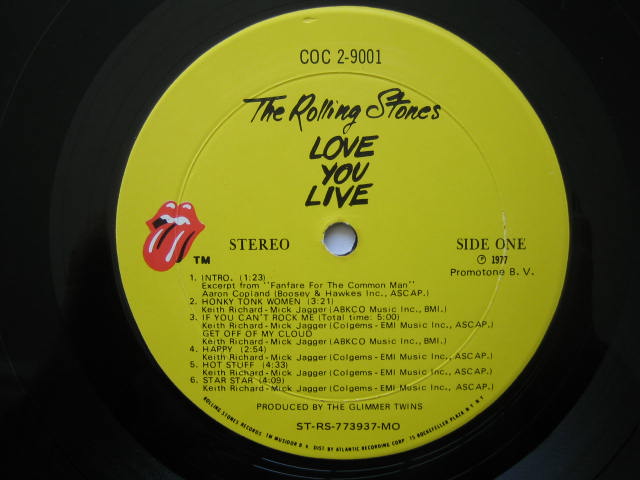 COC 2-9001
The Rolling Stones
LOVE
YOU
LIVE
TM
STEREO
SIDE ONE
℗ 1977
Promotone B. V.
1. INTRO. (1:23)
Excerpt from "Fanfare For The Common Man"
Aaron Copland (Boosey & Hawkes Inc., ASCAP.)
2. HONKY TONK WOMEN (3:21)
Keith Richard-Mick Jagger (ABKCO Music Inc., BMI.)
3. IF YOU CAN'T ROCK ME (Total time: 5:00)
Keith Richard-Mick Jagger (Colgems-EMI Music Inc., ASCAP.)
GET OFF OF MY CLOUD
Keith Richard-Mick Jagger (ABKCO Music Inc., BMI.)
4. HAPPY (2:54)
Keith Richard-Mick Jagger (Colgems-EMI Music Inc., ASCAP.)
5. HOT STUFF (4:33)
Keith Richard-Mick Jagger (Colgems-EMI Music Inc., ASCAP.)
6. STAR STAR (4:09)
Keith Richard-Mick Jagger (Colgems-EMI Music Inc., ASCAP.)
PRODUCED BY THE GLIMMER TWINS
ST-RS-773937-MO
ROLLING STONES RECORDS TM MUSIDOR B.V. DIST BY ATLANTIC RECORDING CORP 75 ROCKEFELLER PLAZA N.Y. N.Y.